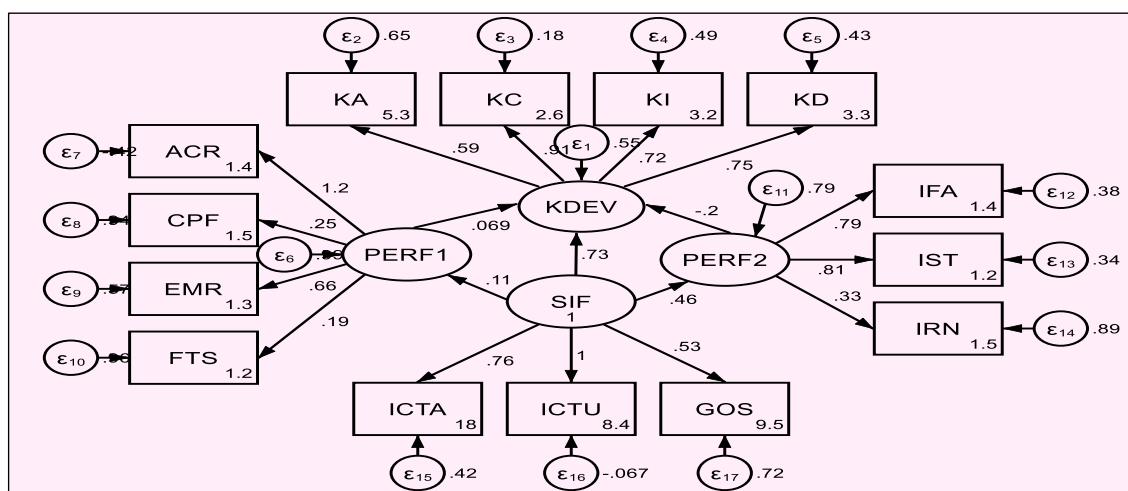 ε2 .65 ε3 .18 ε4 .49 ε5 .43
KA 5.3 KC 2.6 KI 3.2 KD 3.3
ε1 .55
.59 .91 .72 .75
ε7 ACR 1.4
ε11 .79
IFA 1.4 ε12 .38
1.2 KDEV -.2 .79
ε8 CPF 1.5 .25 .069
ε6 PERF1 .73 PERF2 .81 IST 1.2 ε13 .34
ε9 EMR 1.3 .66 .11 SIF 1 .46 .33
ε10 FTS 1.2 .19
IRN 1.5 ε14 .89
.76 1 .53
ICTA 18 ICTU 8.4 GOS 9.5
ε15 .42 ε16 -.067 ε17 .72